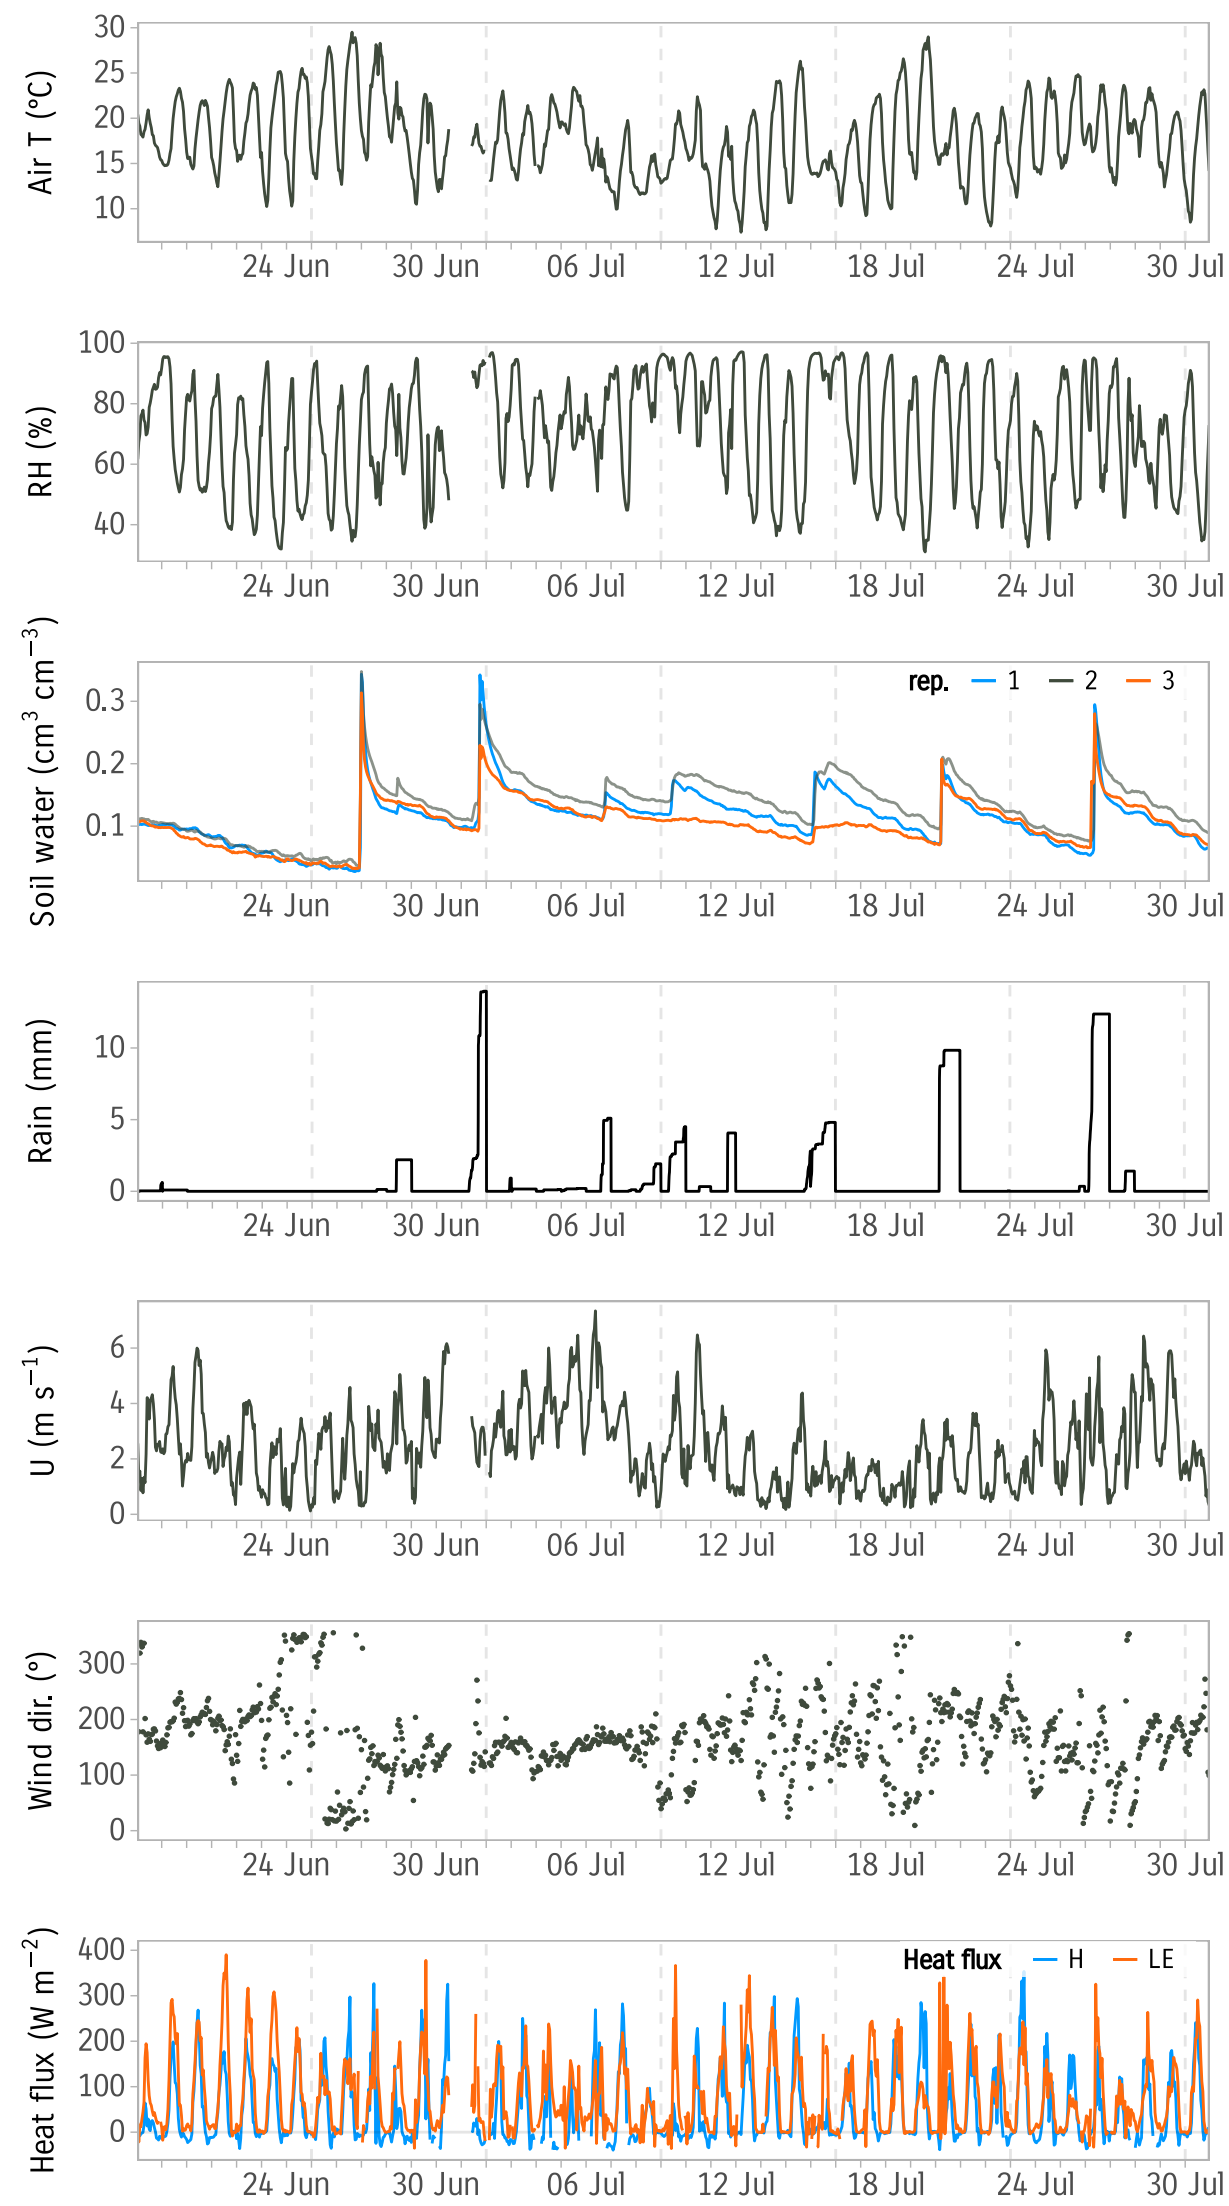 Air T (°C)
30
25
20
15
10
24 Jun 30 Jun 06 Jul 12 Jul 18 Jul 24 Jul 30 Jul
RH (%)
100
80
60
40
24 Jun 30 Jun 06 Jul 12 Jul 18 Jul 24 Jul 30 Jul
Soil water (cm³ cm⁻³)
rep. 1 2 3
0.3
0.2
0.1
24 Jun 30 Jun 06 Jul 12 Jul 18 Jul 24 Jul 30 Jul
Rain (mm)
10
5
0
24 Jun 30 Jun 06 Jul 12 Jul 18 Jul 24 Jul 30 Jul
U (m s⁻¹)
6
4
2
0
24 Jun 30 Jun 06 Jul 12 Jul 18 Jul 24 Jul 30 Jul
Wind dir. (°)
300
200
100
0
24 Jun 30 Jun 06 Jul 12 Jul 18 Jul 24 Jul 30 Jul
Heat flux (W m⁻²)
Heat flux H LE
400
300
200
100
0
24 Jun 30 Jun 06 Jul 12 Jul 18 Jul 24 Jul 30 Jul